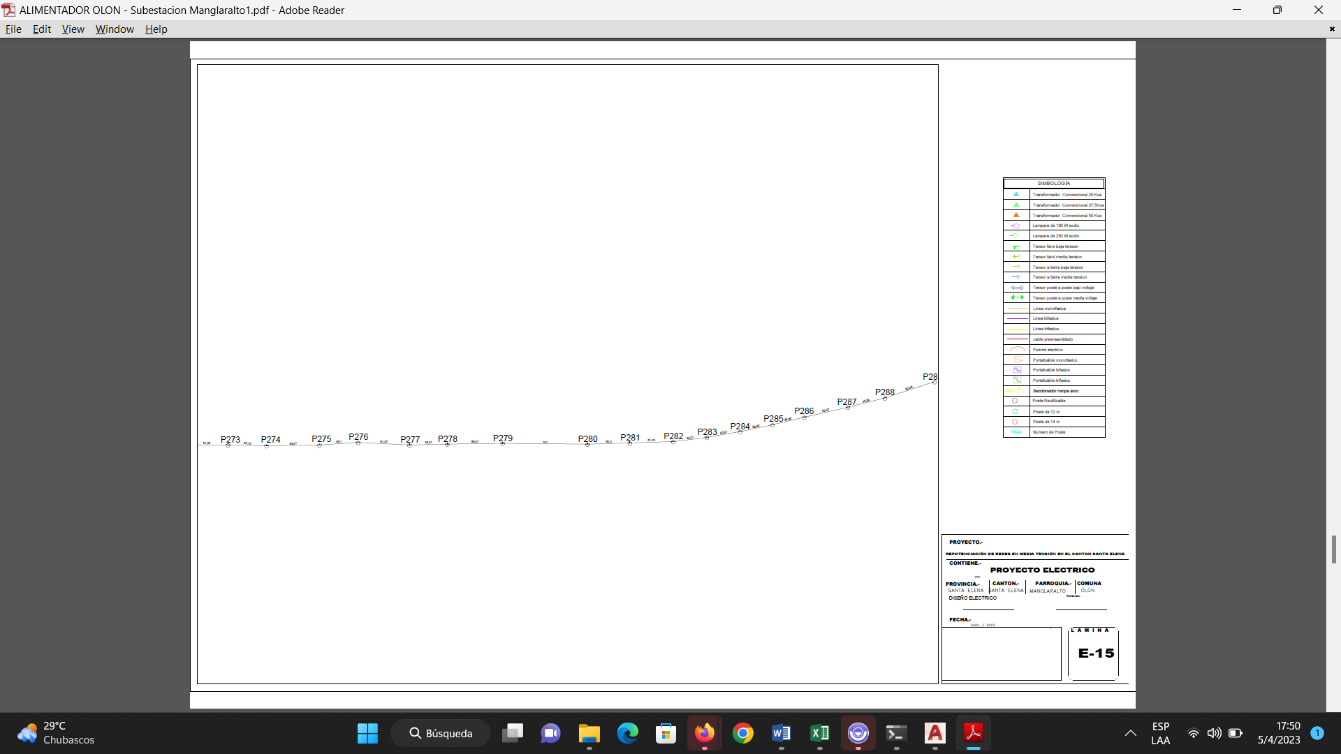 ALIMENTADOR OLON - Subestacion Manglaralto1.pdf - Adobe Reader
File Edit View Window Help
SIMBOLOGIA
Transformador Convencional 25 Kva
Transformador Convencional 37.5Kva
Transformador Convencional 50 Kva
Lampara de 100 W sodio
Lampara de 250 W sodio
Tensor farol baja tension
Tensor farol media tension
Tensor a tierra baja tension
Tensor a tierra media tension
Tensor poste a poste bajo voltaje
Tensor poste a poste media voltaje
Linea monofasica
Linea bifasica
Linea trifasica
cable preensamblado
Puente electrico
Portafusible monofasico
Portafusible bifasico
Portafusible trifasico
Seccionador rompe arco
Poste Reutilizable
Poste de 12 m
Poste de 14 m
Numero de Poste
P28
P288
P287
P286
P285
P284
P283
P282
P281
P280
P279
P278
P277
P276
P275
P274
P273
PROYECTO.-
REPOTENCIACIÓN DE REDES EN MEDIA TENSIÓN EN EL CANTON SANTA ELENA
CONTIENE.-
PROYECTO ELECTRICO
PROVINCIA.- CANTON.- PARROQUIA.- COMUNA
SANTA ELENA SANTA ELENA MANGLARALTO OLON
DISEÑO ELECTRICO
FECHA.-
LAMINA
E-15
29°C
Chubascos
Búsqueda
ESP
LAA
17:50
5/4/2023
1